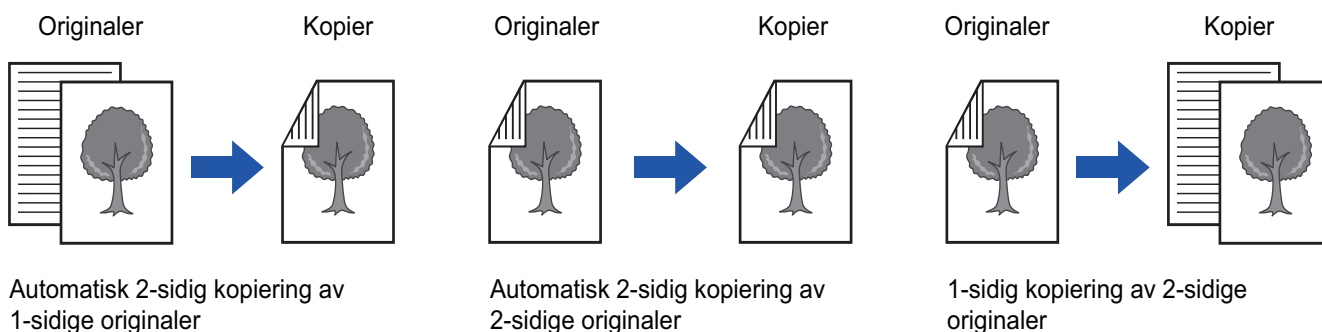 Originaler
Kopier
Originaler
Kopier
Originaler
Kopier
Automatisk 2-sidig kopiering av
1-sidige originaler
Automatisk 2-sidig kopiering av
2-sidige originaler
1-sidig kopiering av 2-sidige
originaler